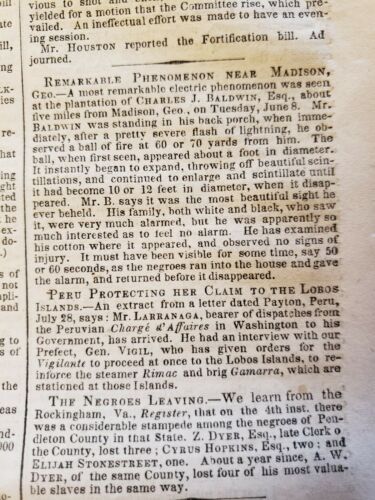 vious to shot and
yielded for a motion that the Committee rise, which pre-
vailed. An ineffectual effort was made to have an eve-
ing session.
Mr. HOUSTON reported the Fortification bill. Ad
journed.
REMARKABLE PHENOMENON NEAR MADISON,
GEO.—A most remarkable electric phenomenon was seen
at the plantation of CHARLES J. BALDWIN, Esq., about
five miles from Madison, Geo., on Tuesday, June 8. Mr.
BALDWIN was standing in his back porch, when imme-
diately, after a pretty severe flash of lightning, he ob-
served a ball of fire at 60 or 70 yards from him. The
ball, when first seen, appeared about a foot in diameter.
It instantly began to expand, throwing off beautiful scin-
tillations, and continued to enlarge and scintillate until
it had become 10 or 12 feet in diameter, when it disap-
peared. Mr. B. says it was the most beautiful sight he
ever beheld. His family, both white and black, who saw
it, were very much alarmed, but he was apparently so
much interested as to feel no alarm. He has examined
his cotton where it appeared, and observed no signs of
injury. It must have been visible for some time, say 50
or 60 seconds, as the negroes ran into the house and gave
the alarm, and returned before it disappeared.
PERU PROTECTING HER CLAIM TO THE LOBOS
ISLANDS.—An extract from a letter dated Payton, Peru,
July 28, says: Mr. LARRANAGA, bearer of dispatches from
the Peruvian Chargé d'Affaires in Washington to his
Government, has arrived. He had an interview with our
Prefect, Gen. VIGIL, who has given orders for the
Vigilante to proceed at once to the Lobos Islands, to re-
inforce the steamer Rimac and brig Gamarra, which are
stationed at those Islands.
THE NEGROES LEAVING.—We learn from the
Rockingham, Va., Register, that on the 4th inst. there
was a considerable stampede among the negroes of Pen-
dleton County in that State. Z. DYER, Esq., late Clerk o
the County, lost three; CYRUS HOPKINS, Esq., two; and
ELIJAH STONESTREET, one. About a year since, A. W.
DYER, of the same County, lost four of his most valua-
ble slaves in the same way.